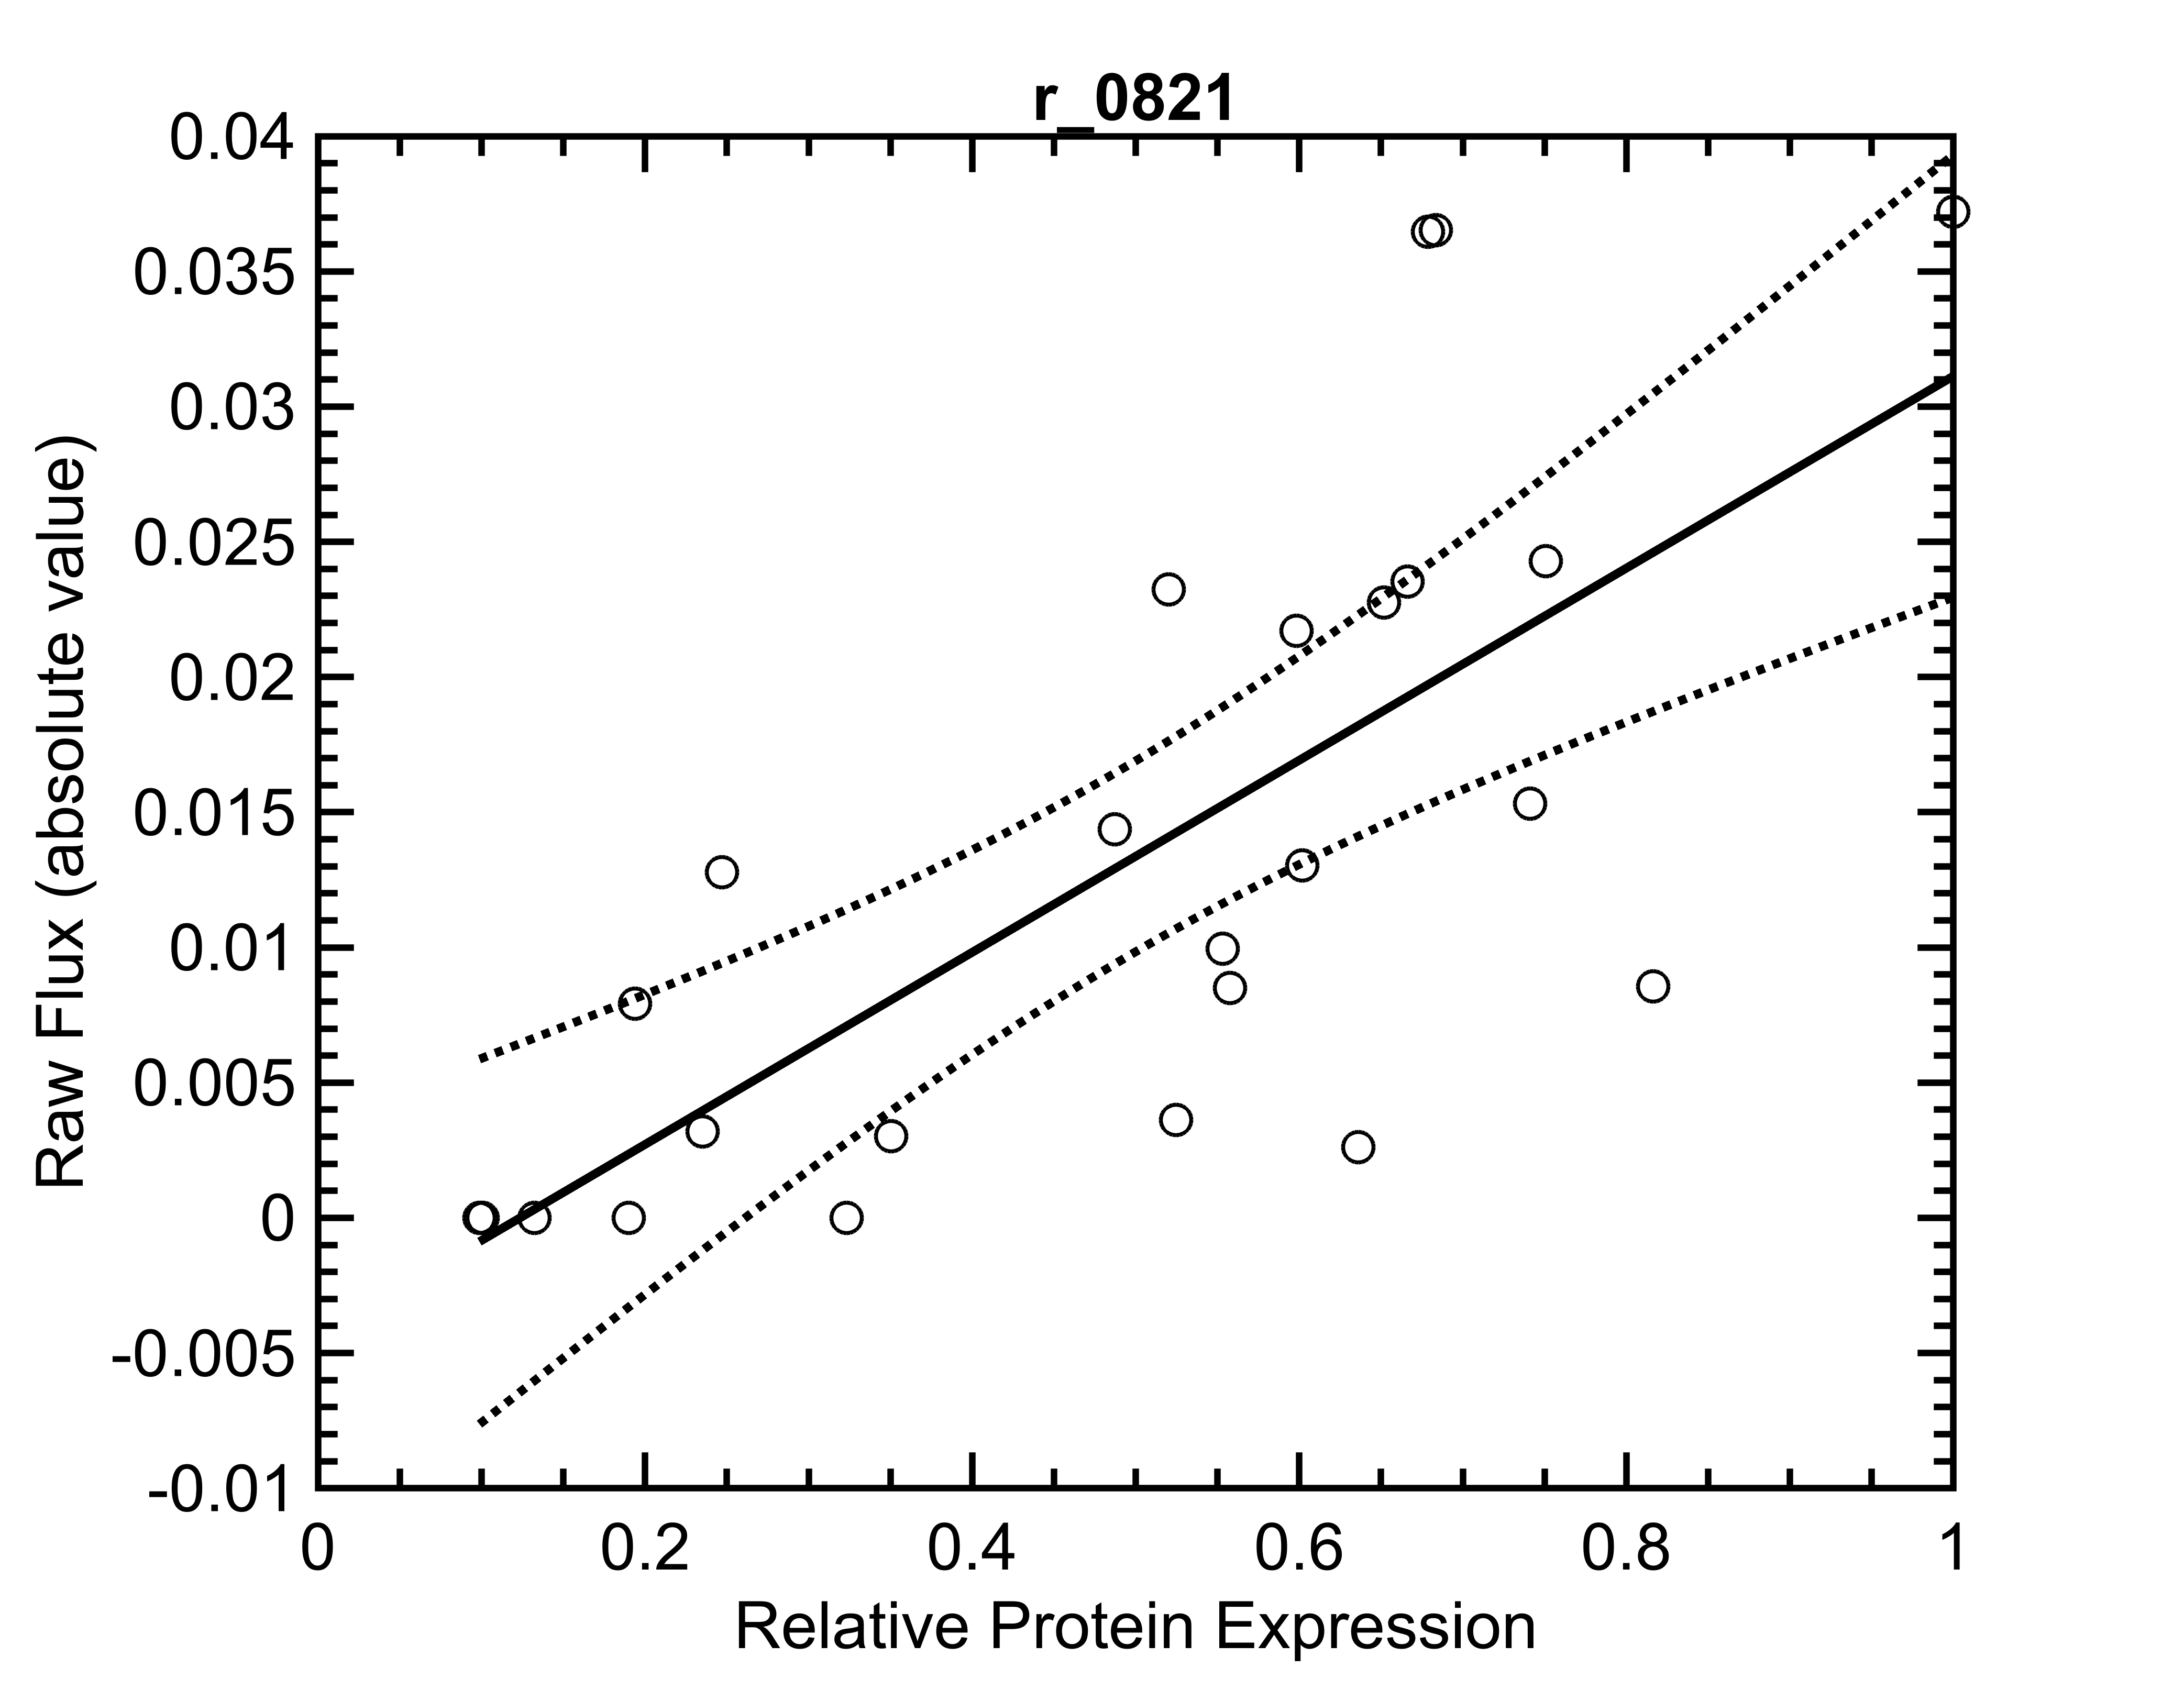 r_0821
0.04
0.035
0.03
0.025
0.02
0.015
0.01
0.005
0
-0.005
-0.01
Raw Flux (absolute value)
0 0.2 0.4 0.6 0.8 1
Relative Protein Expression